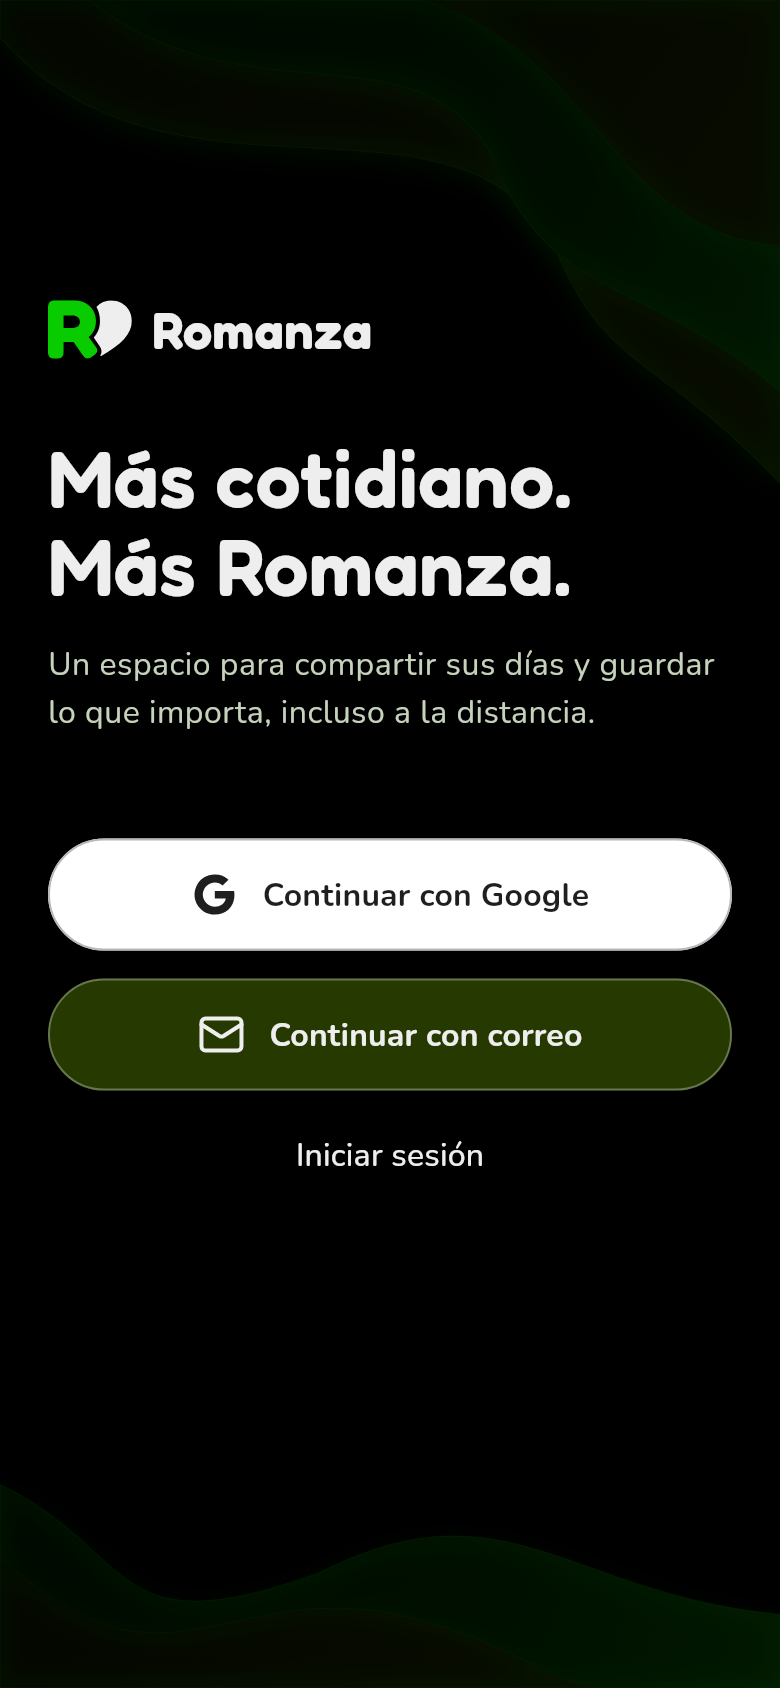 Romanza
Más cotidiano.
Más Romanza.
Un espacio para compartir sus días y guardar
lo que importa, incluso a la distancia.
Continuar con Google
Continuar con correo
Iniciar sesión